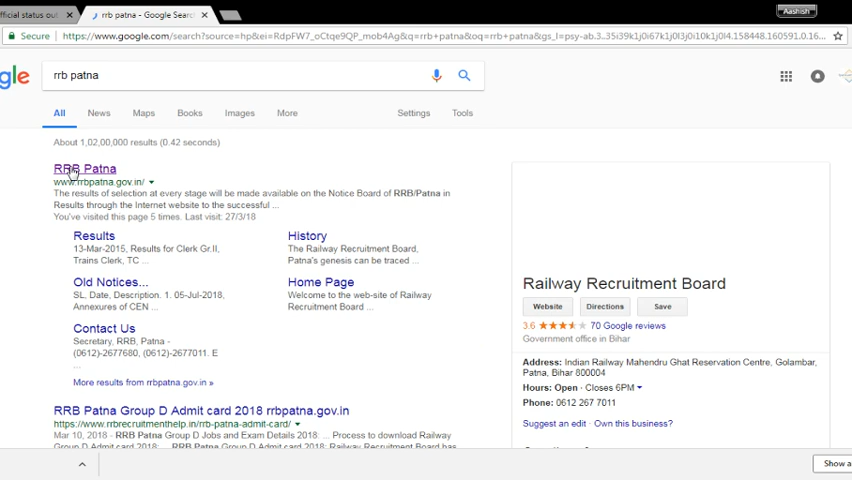 fficial status out
rrb patna - Google Searc
Aashish
Secure
https://www.google.com/search?source=hp&ei=RdpFW7_oCtqe9QP_mob4Ag&q=rrb+patna&oq=rrb+patna&gs_l=psy-ab.3..35i39k1j0i67k1j0l3j0i10k1j0l4.158448.160591.0.16...
gle
rrb patna
All News Maps Books Images More Settings Tools
About 1,02,00,000 results (0.42 seconds)
RRB Patna
www.rrbpatna.gov.in/
The results of selection at every stage will be made available on the Notice Board of RRB/Patna in
Results through the Internet website to the successful ...
You've visited this page 5 times. Last visit: 27/3/18
Results
13-Mar-2015, Results for Clerk Gr.II,
Trains Clerk, TC ...
History
The Railway Recruitment Board,
Patna's genesis can be traced ...
Old Notices...
SL, Date, Description. 1. 05-Jul-2018,
Annexures of CEN ...
Home Page
Welcome to the web-site of Railway
Recruitment Board ...
Contact Us
Secretary, RRB, Patna -
(0612)-2677680, (0612)-2677011. E
...
More results from rrbpatna.gov.in »
RRB Patna Group D Admit card 2018 rrbpatna.gov.in
https://www.rrbrecruitmenthelp.in/rrb-patna-admit-card/
Mar 10, 2018 - RRB Patna Group D Jobs and Exam Details 2018: ... Process to download Railway
Group D Admit card 2018: ... Railway Recruitment Board has
Railway Recruitment Board
Website Directions Save
3.6 70 Google reviews
Government office in Bihar
Address: Indian Railway Mahendru Ghat Reservation Centre, Golambar,
Patna, Bihar 800004
Hours: Open · Closes 6PM
Phone: 0612 267 7011
Suggest an edit · Own this business?
Show a